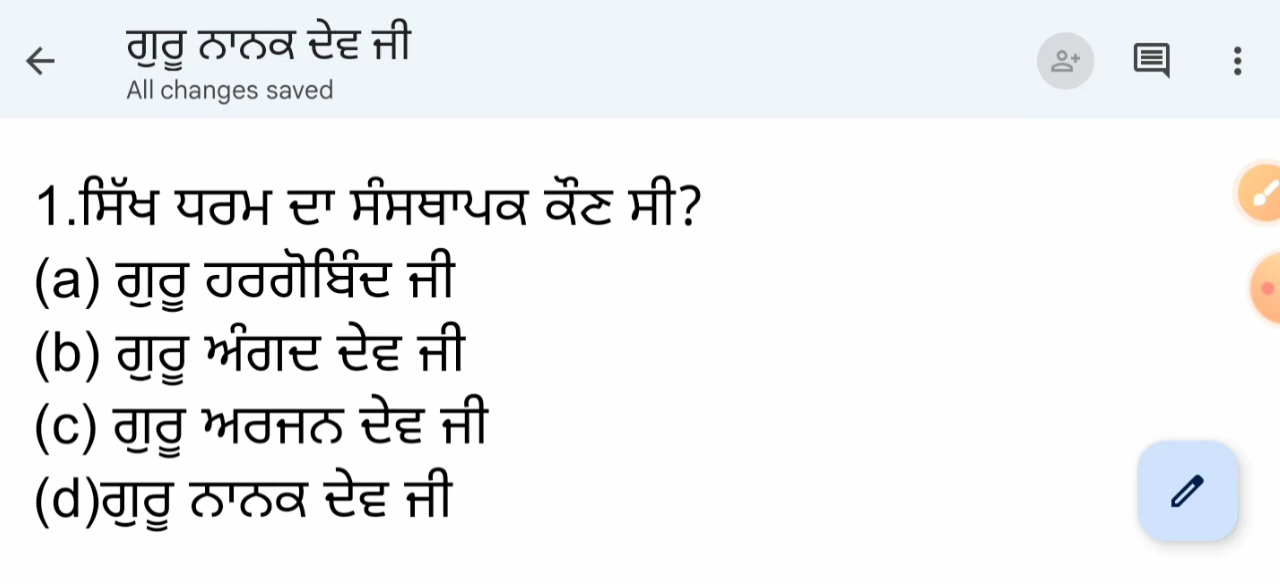 ਗੁਰੂ ਨਾਨਕ ਦੇਵ ਜੀ
All changes saved
1.ਸਿੱਖ ਧਰਮ ਦਾ ਸੰਸਥਾਪਕ ਕੌਣ ਸੀ?
(a) ਗੁਰੂ ਹਰਗੋਬਿੰਦ ਜੀ
(b) ਗੁਰੂ ਅੰਗਦ ਦੇਵ ਜੀ
(c) ਗੁਰੂ ਅਰਜਨ ਦੇਵ ਜੀ
(d)ਗੁਰੂ ਨਾਨਕ ਦੇਵ ਜੀ